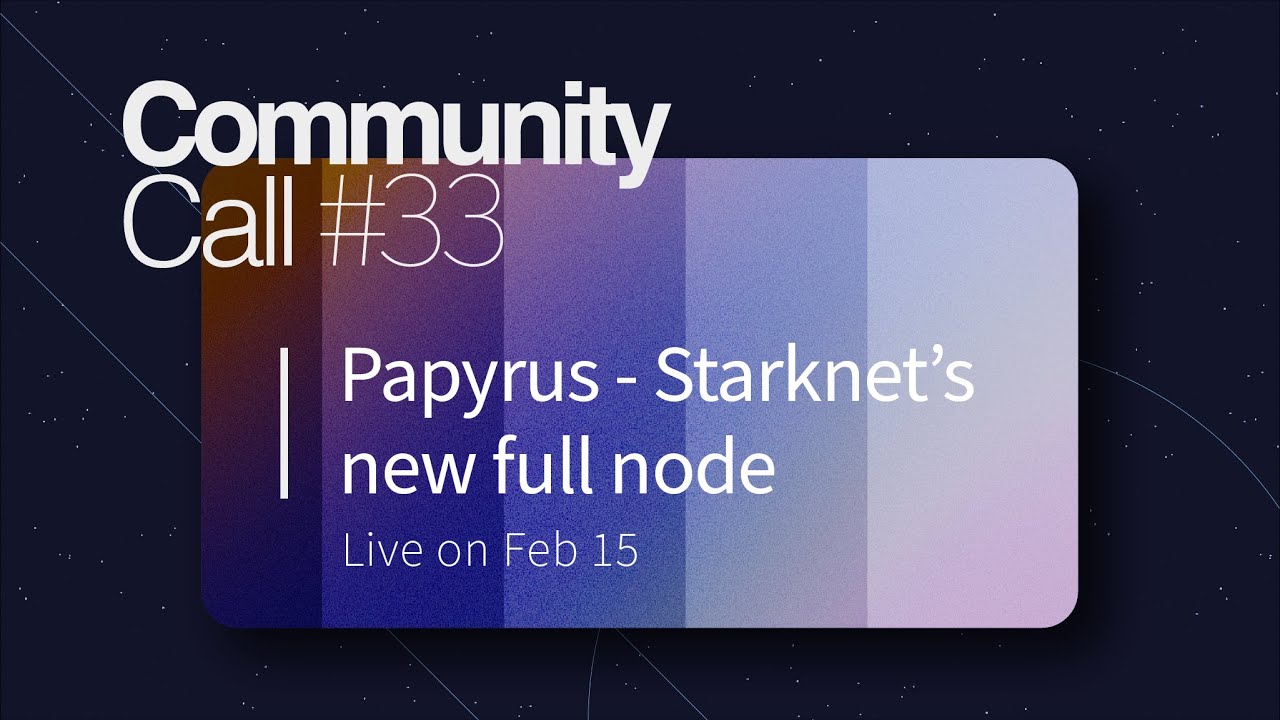 Community
Call #33
Papyrus - Starknet’s
new full node
Live on Feb 15